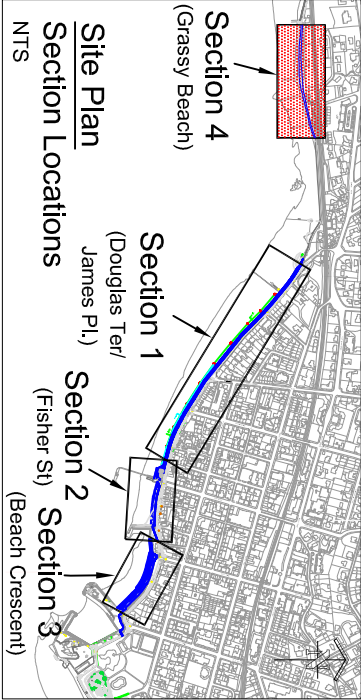 Section 4
(Grassy Beach)
Site Plan
Section Locations
NTS
Section 1
(Douglas Ter/
James Pl.)
Section 2
(Fisher St)
Section 3
(Beach Crescent)